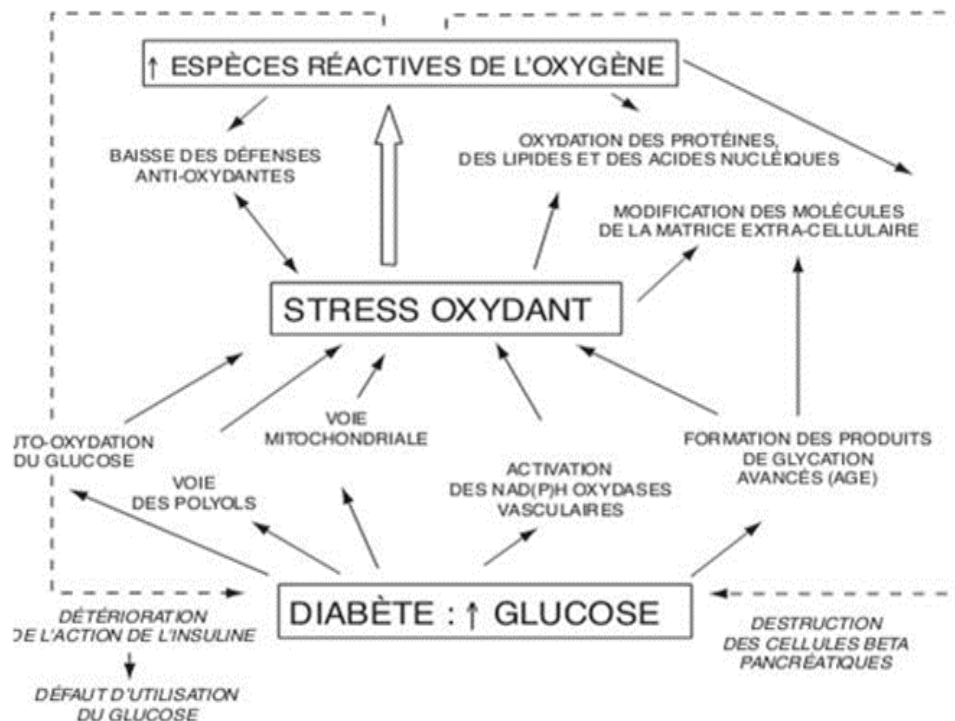 ↑ ESPÈCES RÉACTIVES DE L'OXYGÈNE
BAISSE DES DÉFENSES
ANTI-OXYDANTES
OXYDATION DES PROTÉINES,
DES LIPIDES ET DES ACIDES NUCLÉIQUES
MODIFICATION DES MOLÉCULES
DE LA MATRICE EXTRA-CELLULAIRE
STRESS OXYDANT
UTO-OXYDATION
DU GLUCOSE
VOIE
DES POLYOLS
VOIE
MITOCHONDRIALE
ACTIVATION
DES NAD(P)H OXYDASES
VASCULAIRES
FORMATION DES PRODUITS
DE GLYCATION
AVANCÉS (AGE)
DIABÈTE : ↑ GLUCOSE
DÉTÉRIORATION
DE L'ACTION DE L'INSULINE
DÉFAUT D'UTILISATION
DU GLUCOSE
DESTRUCTION
DES CELLULES BETA
PANCRÉATIQUES